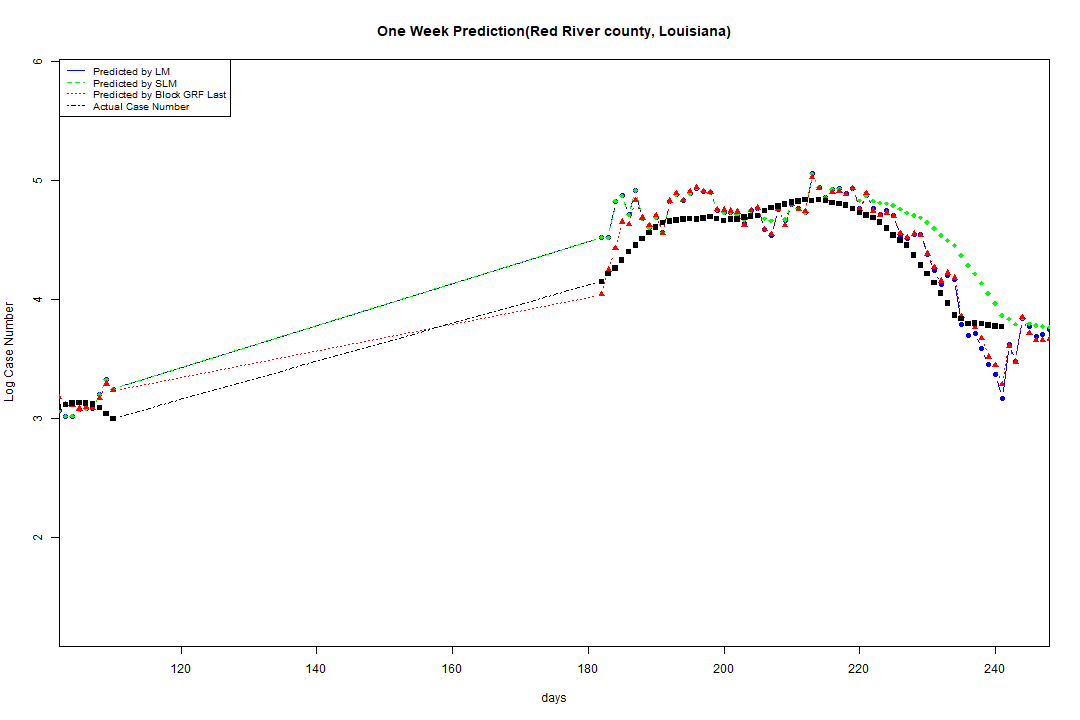 One Week Prediction(Red River county, Louisiana)
Predicted by LM
Predicted by SLM
Predicted by Block GRF Last
Actual Case Number
6
5
4
3
2
Log Case Number
120 140 160 180 200 220 240
days